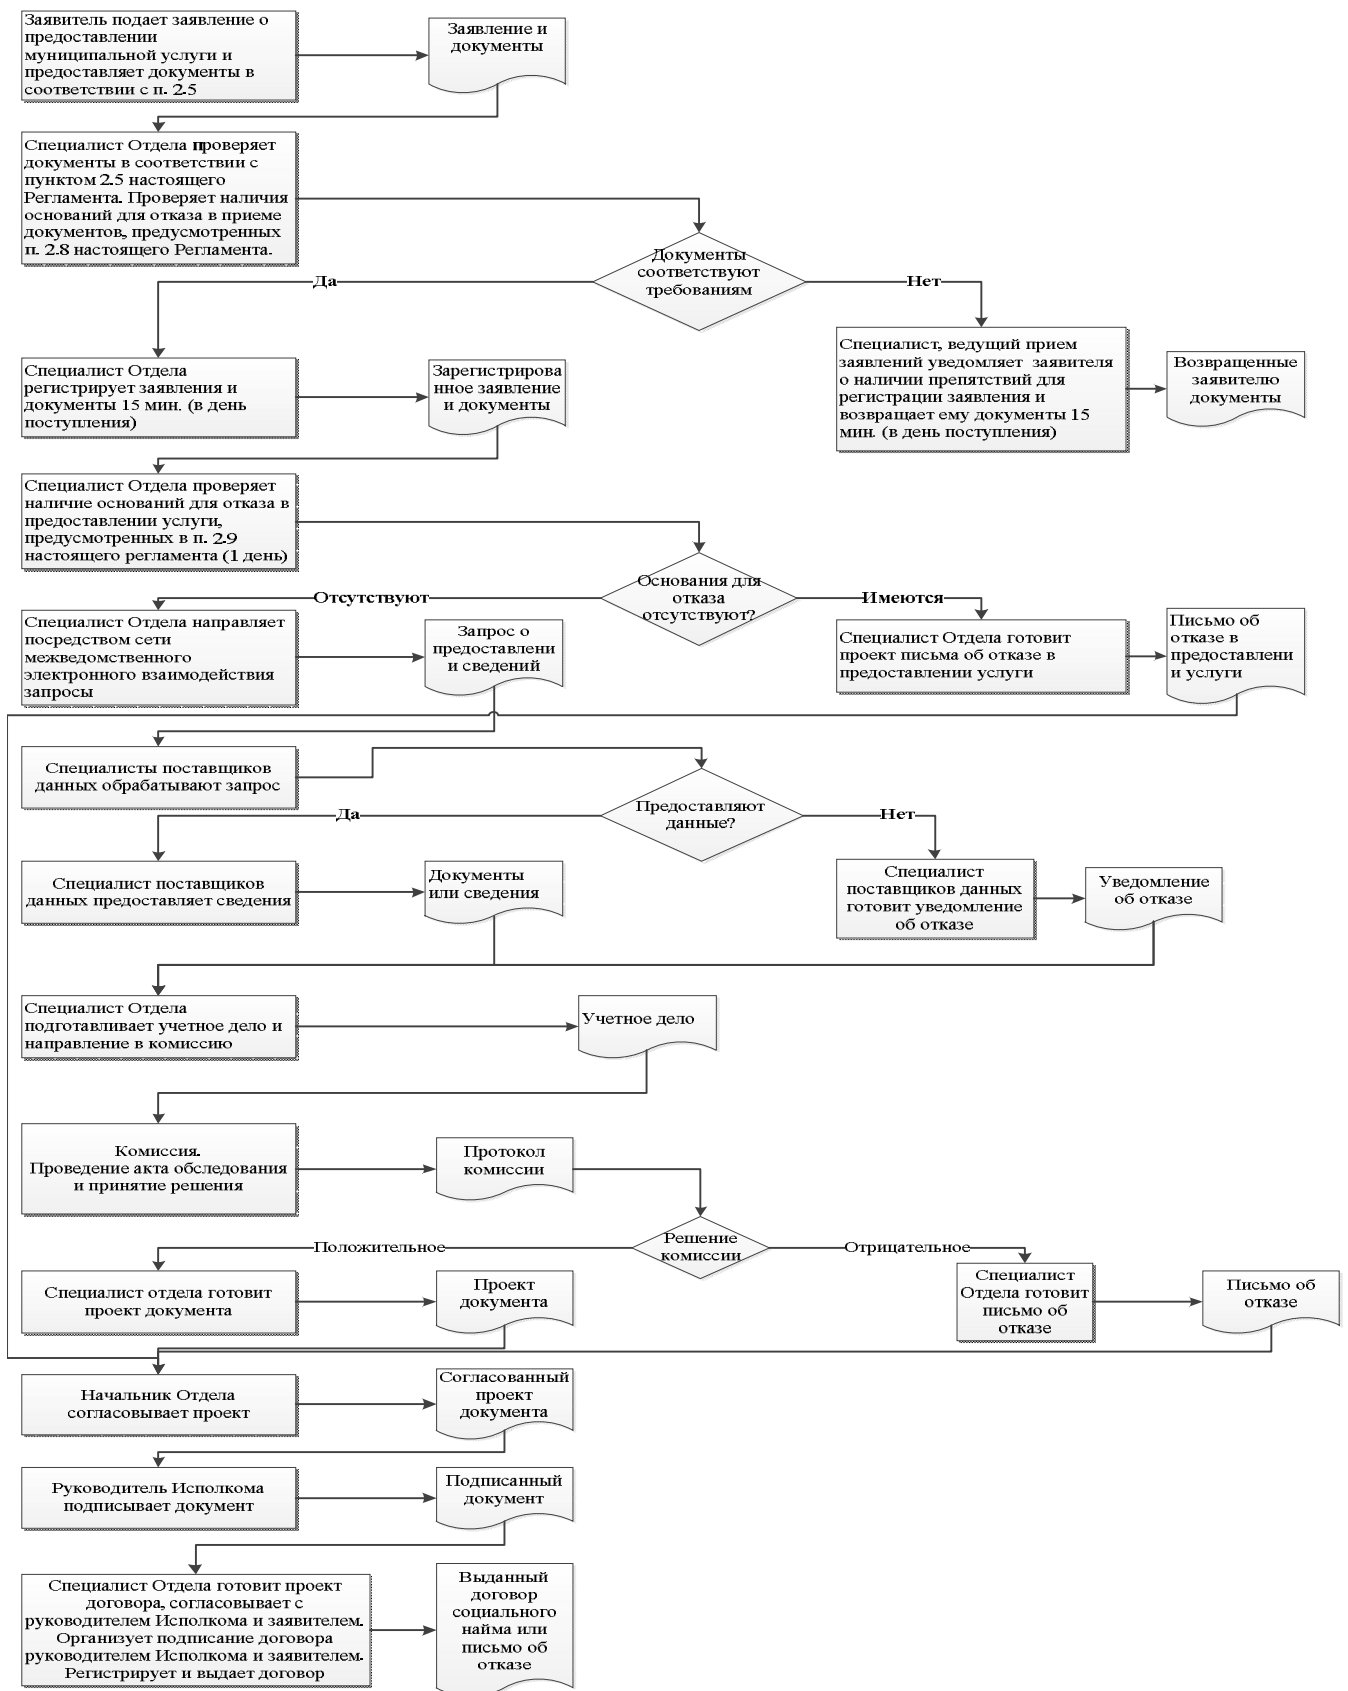 Заявитель подает заявление о
предоставлении
муниципальной услуги и
предоставляет документы в
соответствии с п. 2.5
Заявление и
документы
Специалист Отдела проверяет
документы в соответствии с
пунктом 2.5 настоящего
Регламента. Проверяет наличия
оснований для отказа в приеме
документов, предусмотренных
п. 2.8 настоящего Регламента.
Документы
соответствуют
требованиям
Да
Нет
Специалист Отдела
регистрирует заявления и
документы 15 мин. (в день
поступления)
Зарегистрирова
нное заявление
и документы
Специалист, ведущий прием
заявлений уведомляет заявителя
о наличии препятствий для
регистрации заявления и
возвращает ему документы 15
мин. (в день поступления)
Возвращенные
заявителю
документы
Специалист Отдела проверяет
наличие оснований для отказа в
предоставлении услуги,
предусмотренных в п. 2.9
настоящего регламента (1 день)
Основания для
отказа
отсутствуют?
Отсутствуют
Имеются
Специалист Отдела направляет
посредством сети
межведомственного
электронного взаимодействия
запросы
Запрос о
предоставлени
и сведений
Специалист Отдела готовит
проект письма об отказе в
предоставлении услуги
Письмо об
отказе в
предоставлени
и услуги
Специалисты поставщиков
данных обрабатывают запрос
Предоставляют
данные?
Да
Нет
Специалист поставщиков
данных предоставляет сведения
Документы
или сведения
Специалист
поставщиков данных
готовит уведомление
об отказе
Уведомление
об отказе
Специалист Отдела
подготавливает учетное дело и
направление в комиссию
Учетное дело
Комиссия.
Проведение акта обследования
и принятие решения
Протокол
комиссии
Решение
комиссии
Положительное
Отрицательное
Специалист отдела готовит
проект документа
Проект
документа
Специалист
Отдела готовит
письмо об
отказе
Письмо об
отказе
Начальник Отдела
согласовывает проект
Согласованный
проект
документа
Руководитель Исполкома
подписывает документ
Подписанный
документ
Специалист Отдела готовит проект
договора, согласовывает с
руководителем Исполкома и заявителем.
Организует подписание договора
руководителем Исполкома и заявителем.
Регистрирует и выдает договор
Выданный
договор
социального
найма или
письмо об
отказе